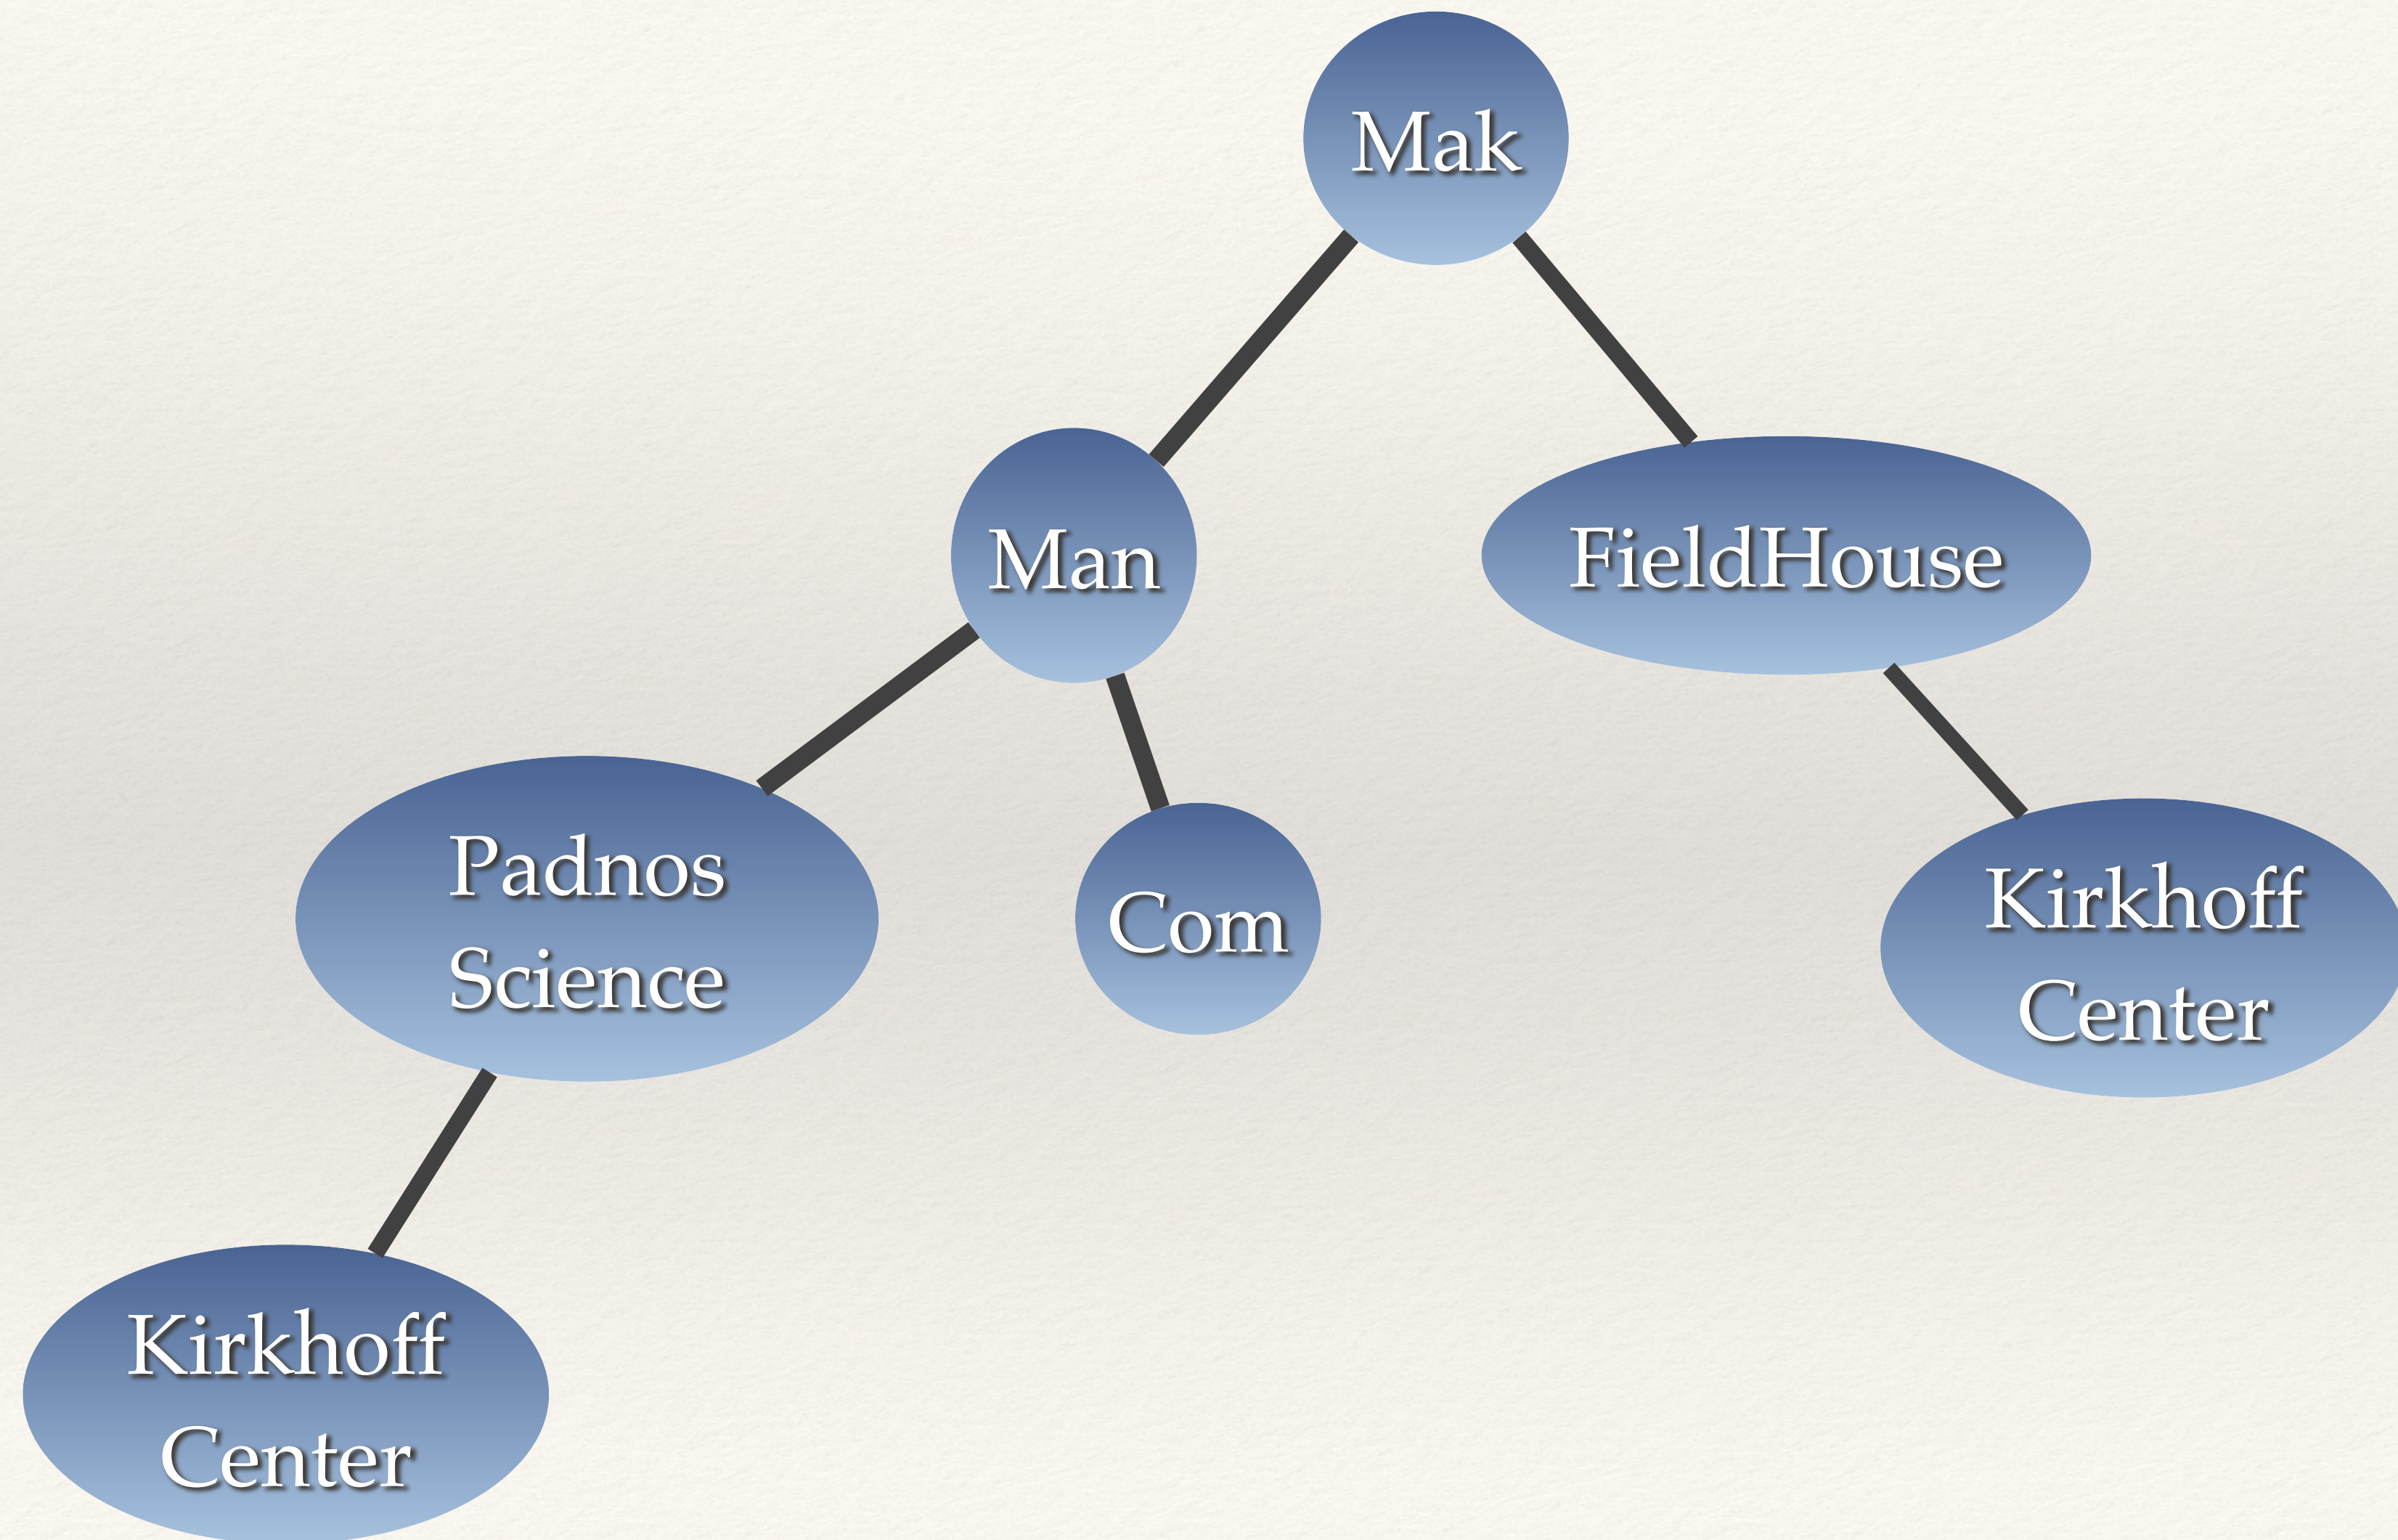 Mak
Man
FieldHouse
Padnos
Science
Com
Kirkhoff
Center
Kirkhoff
Center